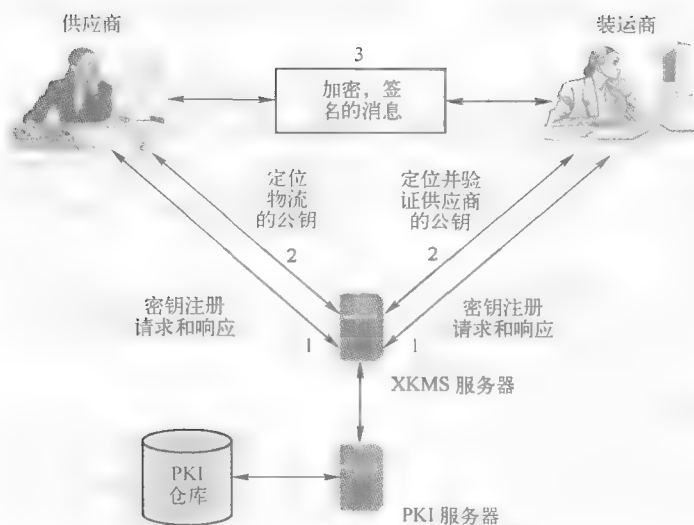 供应商
装运商
3
加密，签
名的消息
定位
物流
的公钥
2
定位并验
证供应商
的公钥
2
密钥注册
请求和响应
1
密钥注册
请求和响应
1
XKMS 服务器
PKI
仓库
PKI 服务器